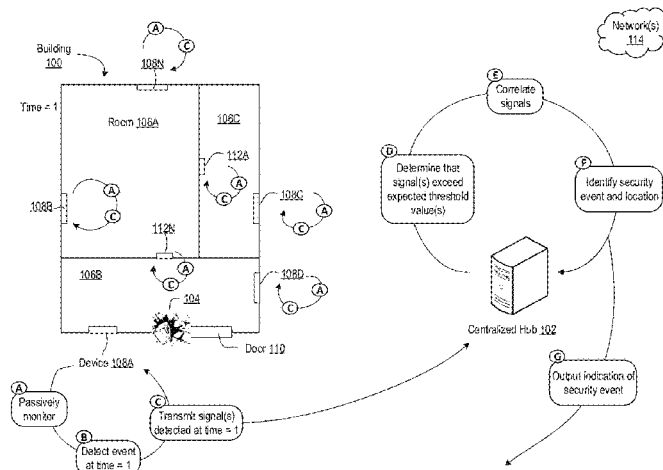 Network(s)
114
Building
100
A
C
108N
Time = 1
Room 106A
106C
112A
A
C
108B
A
C
108C
A
C
112N
A
C
106B
104
108D
A
C
Door 110
Device 108A
A
Passively
monitor
B
Detect event
at time = 1
C
Transmit signal(s)
detected at time = 1
E
Correlate
signals
D
Determine that
signal(s) exceed
expected threshold
value(s)
F
Identify security
event and location
Centralized Hub 102
G
Output indication of
security event